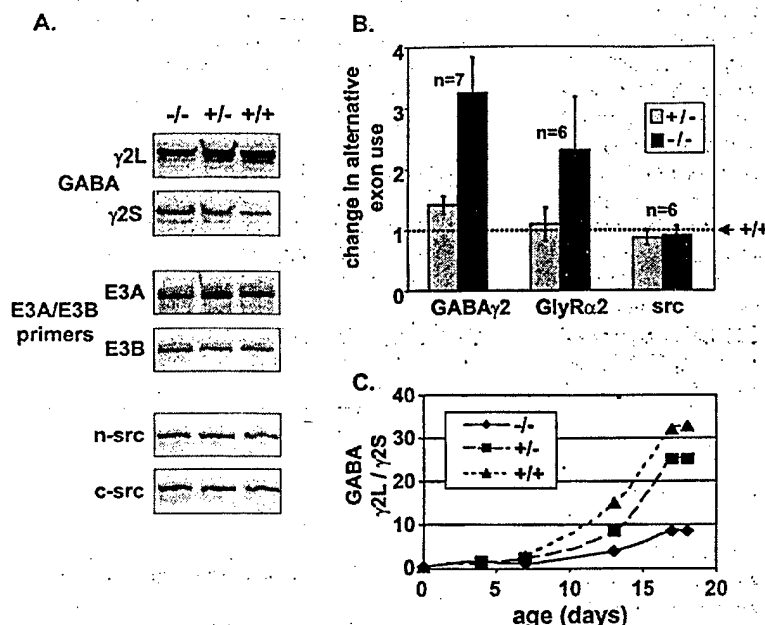 A.
-/- +/- +/+
γ2L
GABA
γ2S
E3A
E3A/E3B
primers
E3B
n-src
c-src
B.
change in alternative
exon use
4
3
2
1
0
n=7
n=6
n=6
+/-
-/-
+/+
GABAγ2 GlyRα2 src
C.
GABA
γ2L / γ2S
40
30
20
10
0
-/-
+/-
+/+
0 5 10 15 20
age (days)